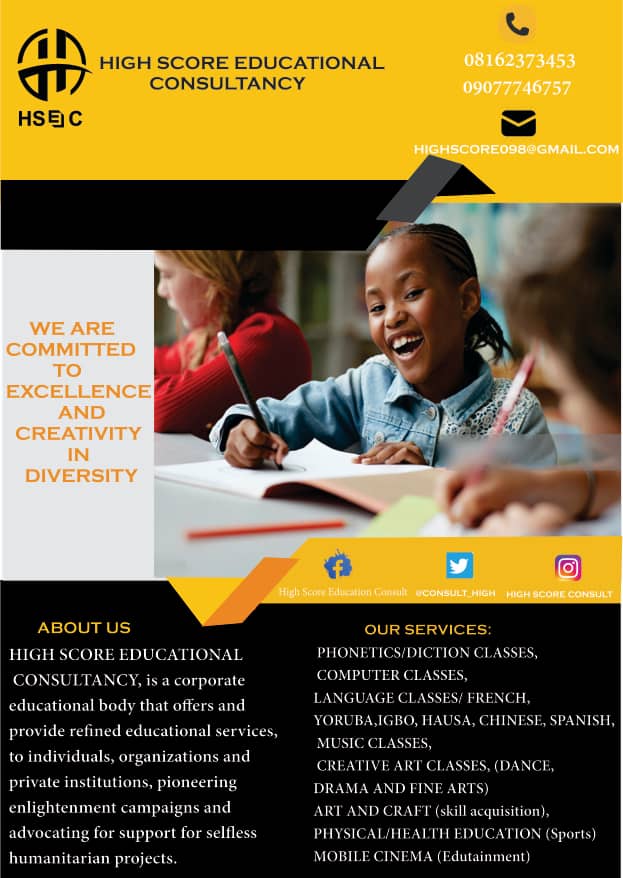 HIGH SCORE EDUCATIONAL
CONSULTANCY
HSEC
08162373453
09077746757
HIGHSCORE098@GMAIL.COM
WE ARE
COMMITTED
TO
EXCELLENCE
AND
CREATIVITY
IN
DIVERSITY
High Score Education Consult
@CONSULT_HIGH
HIGH SCORE CONSULT
ABOUT US
HIGH SCORE EDUCATIONAL
CONSULTANCY, is a corporate
educational body that offers and
provide refined educational services,
to individuals, organizations and
private institutions, pioneering
enlightenment campaigns and
advocating for support for selfless
humanitarian projects.
OUR SERVICES:
PHONETICS/DICTION CLASSES,
COMPUTER CLASSES,
LANGUAGE CLASSES/ FRENCH,
YORUBA,IGBO, HAUSA, CHINESE, SPANISH,
MUSIC CLASSES,
CREATIVE ART CLASSES, (DANCE,
DRAMA AND FINE ARTS)
ART AND CRAFT (skill acquisition),
PHYSICAL/HEALTH EDUCATION (Sports)
MOBILE CINEMA (Edutainment)